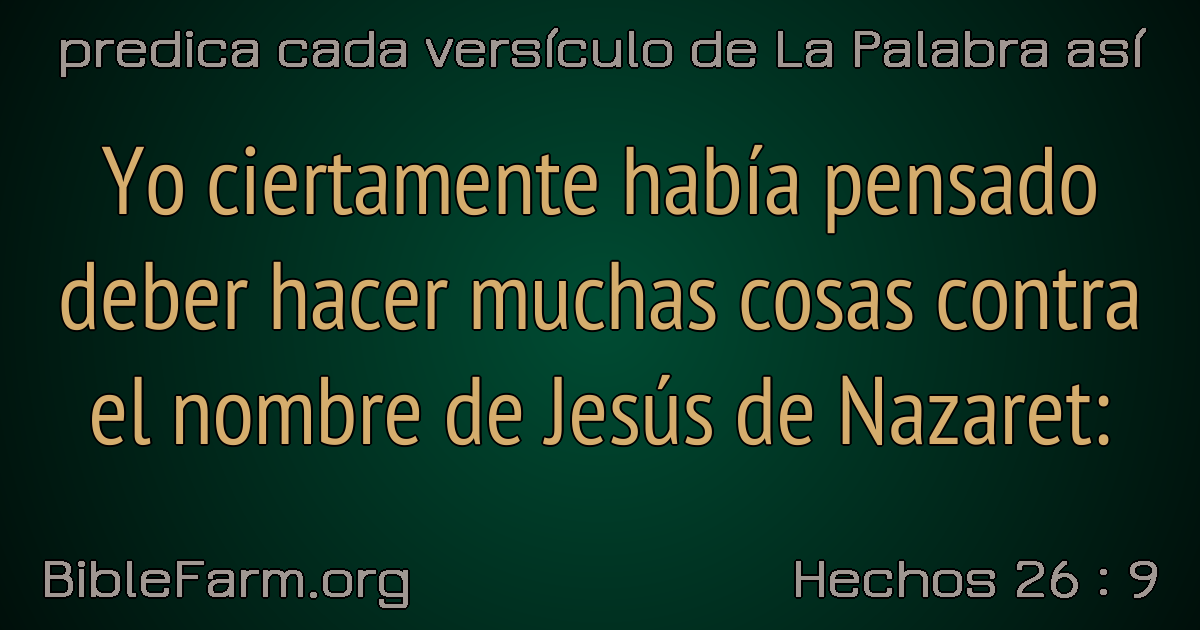 predica cada versículo de La Palabra así
Yo ciertamente había pensado
deber hacer muchas cosas contra
el nombre de Jesús de Nazaret:
BibleFarm.org
Hechos 26 : 9